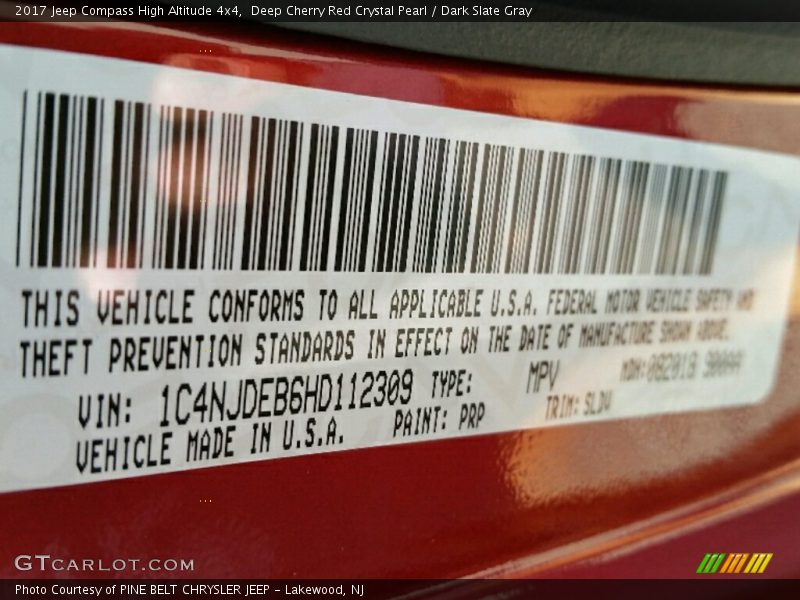 2017 Jeep Compass High Altitude 4x4, Deep Cherry Red Crystal Pearl / Dark Slate Gray
THIS VEHICLE CONFORMS TO ALL APPLICABLE U.S.A. FEDERAL MOTOR VEHICLE SAFETY AND
THEFT PREVENTION STANDARDS IN EFFECT ON THE DATE OF MANUFACTURE SHOWN ABOVE.
VIN: 1C4NJDEB6HD112309 TYPE: MPV
VEHICLE MADE IN U.S.A. PAINT: PRP TRIM: SLDV
GTCARLOT.COM
Photo Courtesy of PINE BELT CHRYSLER JEEP - Lakewood, NJ